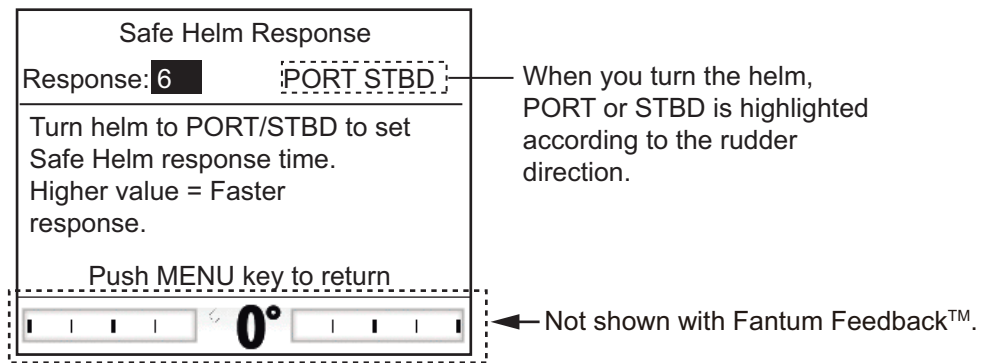 Safe Helm Response
Response: 6 PORT STBD
Turn helm to PORT/STBD to set
Safe Helm response time.
Higher value = Faster
response.
Push MENU key to return
0°
When you turn the helm,
PORT or STBD is highlighted
according to the rudder
direction.
Not shown with Fantum Feedback™.